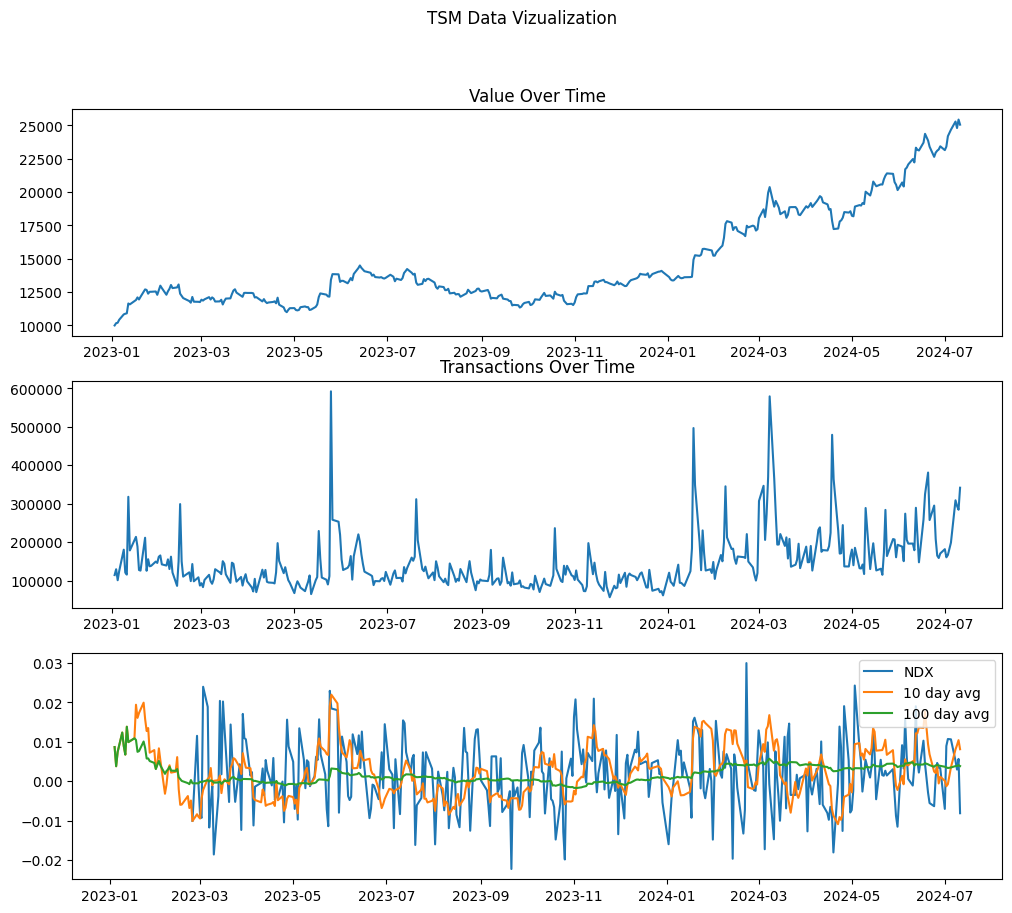 TSM Data Vizualization
Value Over Time
25000
22500
20000
17500
15000
12500
10000
2023-01 2023-03 2023-05 2023-07 2023-09 2023-11 2024-01 2024-03 2024-05 2024-07
Transactions Over Time
600000
500000
400000
300000
200000
100000
2023-01 2023-03 2023-05 2023-07 2023-09 2023-11 2024-01 2024-03 2024-05 2024-07
NDX
10 day avg
100 day avg
0.03
0.02
0.01
0.00
−0.01
−0.02
2023-01 2023-03 2023-05 2023-07 2023-09 2023-11 2024-01 2024-03 2024-05 2024-07